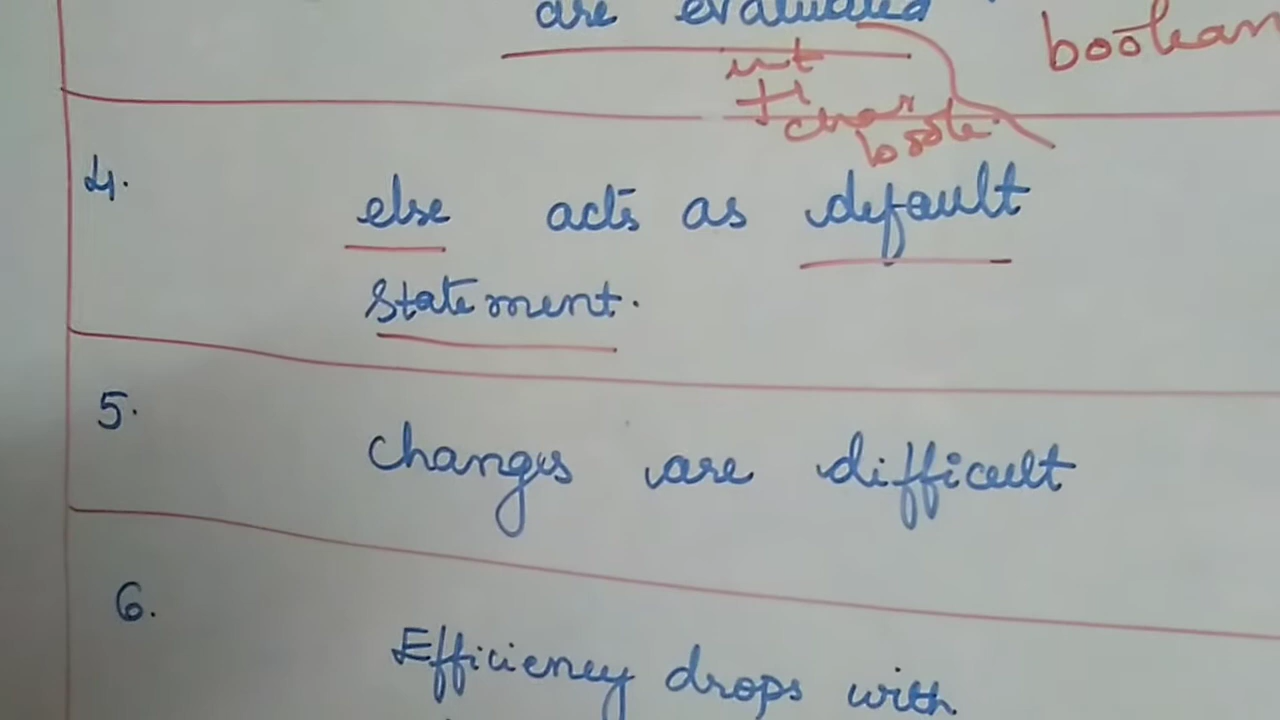 are evaluated
boolean
int
char
4. else acts as default
statement.
5. Changes are difficult
6. Efficiency drops with